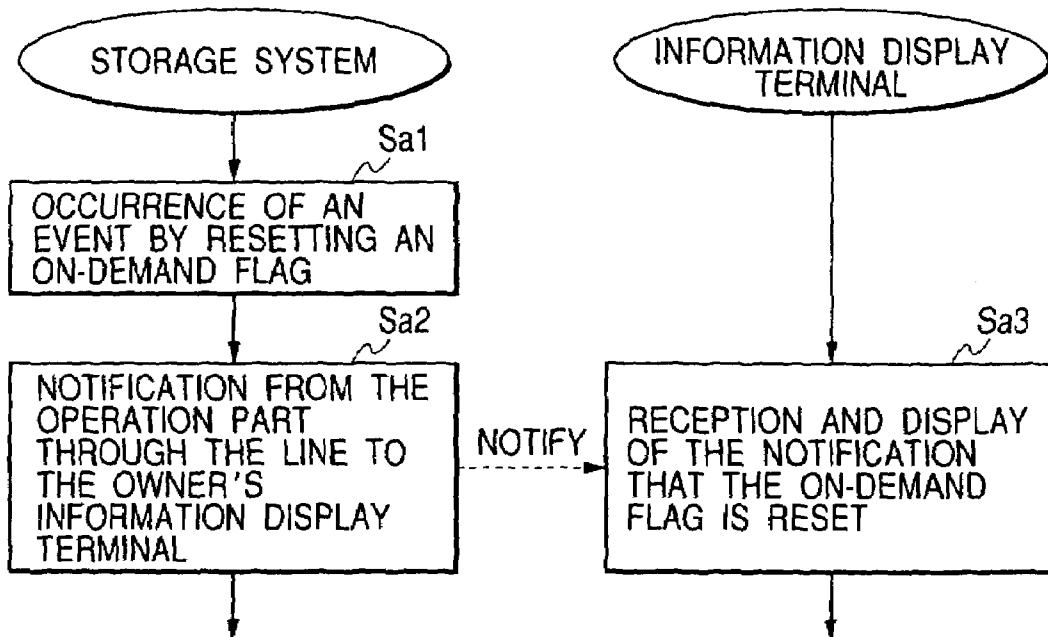 STORAGE SYSTEM
INFORMATION DISPLAY
TERMINAL
Sa1
OCCURRENCE OF AN
EVENT BY RESETTING AN
ON-DEMAND FLAG
Sa2
NOTIFICATION FROM THE
OPERATION PART
THROUGH THE LINE TO
THE OWNER'S
INFORMATION DISPLAY
TERMINAL
NOTIFY
Sa3
RECEPTION AND DISPLAY
OF THE NOTIFICATION
THAT THE ON-DEMAND
FLAG IS RESET